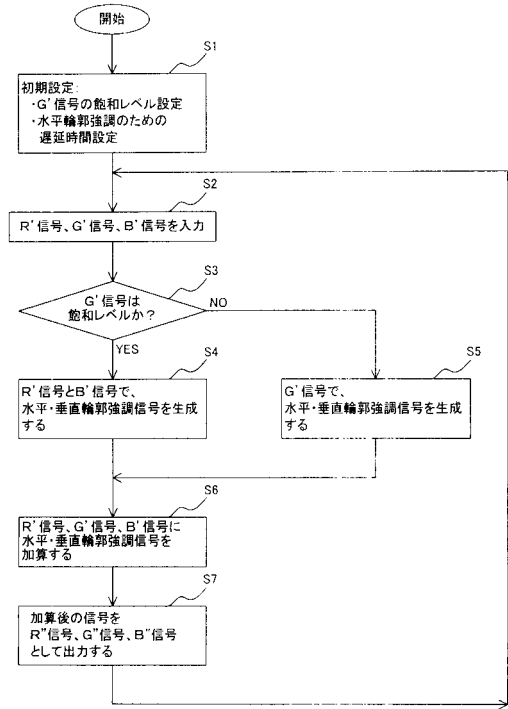 開始
S1
初期設定:
・G'信号の飽和レベル設定
・水平輪郭強調のための
遅延時間設定
S2
R'信号、G'信号、B'信号を入力
S3
G'信号は
飽和レベルか?
NO
YES
S4
R'信号とB'信号で、
水平・垂直輪郭強調信号を生成
する
S5
G'信号で、
水平・垂直輪郭強調信号を生成
する
S6
R'信号、G'信号、B'信号に
水平・垂直輪郭強調信号を
加算する
S7
加算後の信号を
R"信号、G"信号、B"信号
として出力する